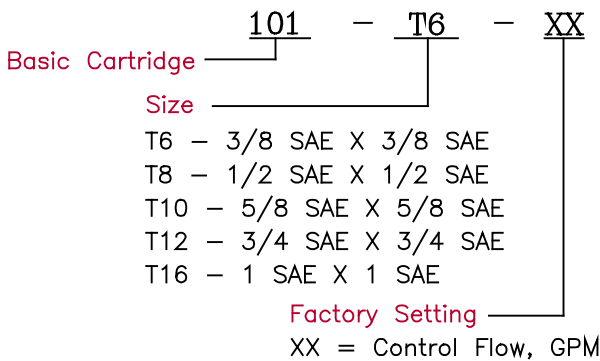 101 - T6 - XX
Basic Cartridge
Size
T6 - 3/8 SAE X 3/8 SAE
T8 - 1/2 SAE X 1/2 SAE
T10 - 5/8 SAE X 5/8 SAE
T12 - 3/4 SAE X 3/4 SAE
T16 - 1 SAE X 1 SAE
Factory Setting
XX = Control Flow, GPM